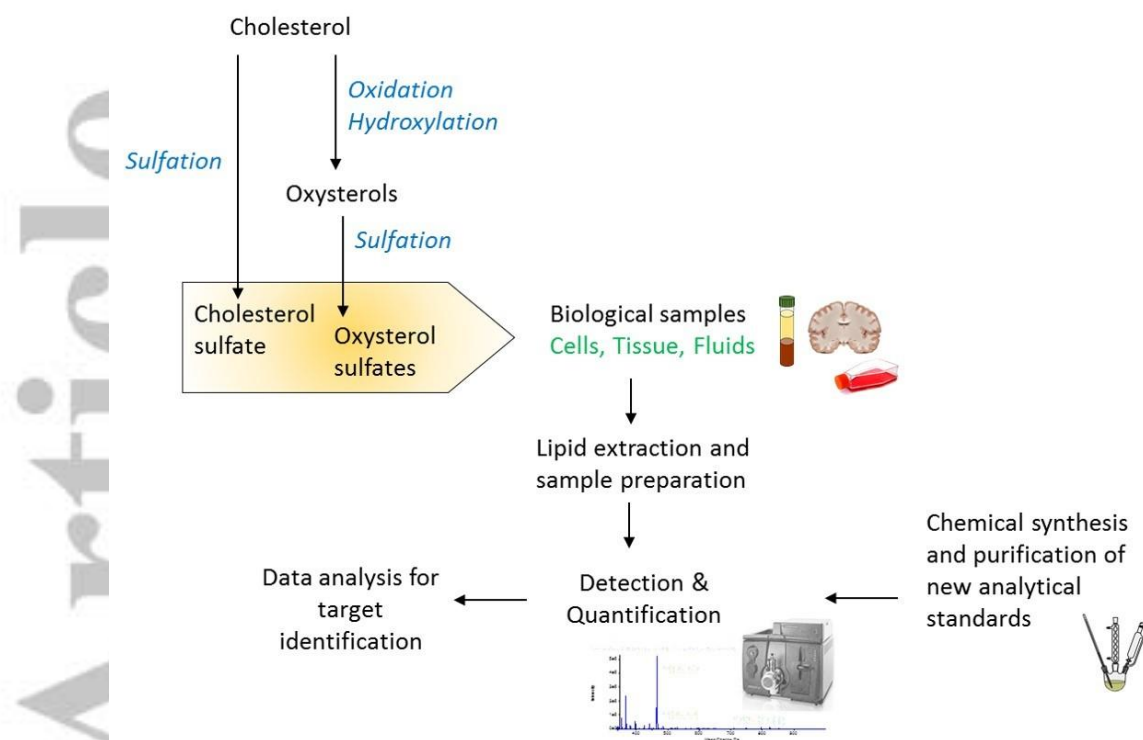 Cholesterol
Oxidation
Hydroxylation
Sulfation
Oxysterols
Sulfation
Cholesterol
sulfate
Oxysterol
sulfates
Biological samples
Cells, Tissue, Fluids
Lipid extraction and
sample preparation
Chemical synthesis
and purification of
new analytical
standards
Detection &
Quantification
Data analysis for
target
identification
Article